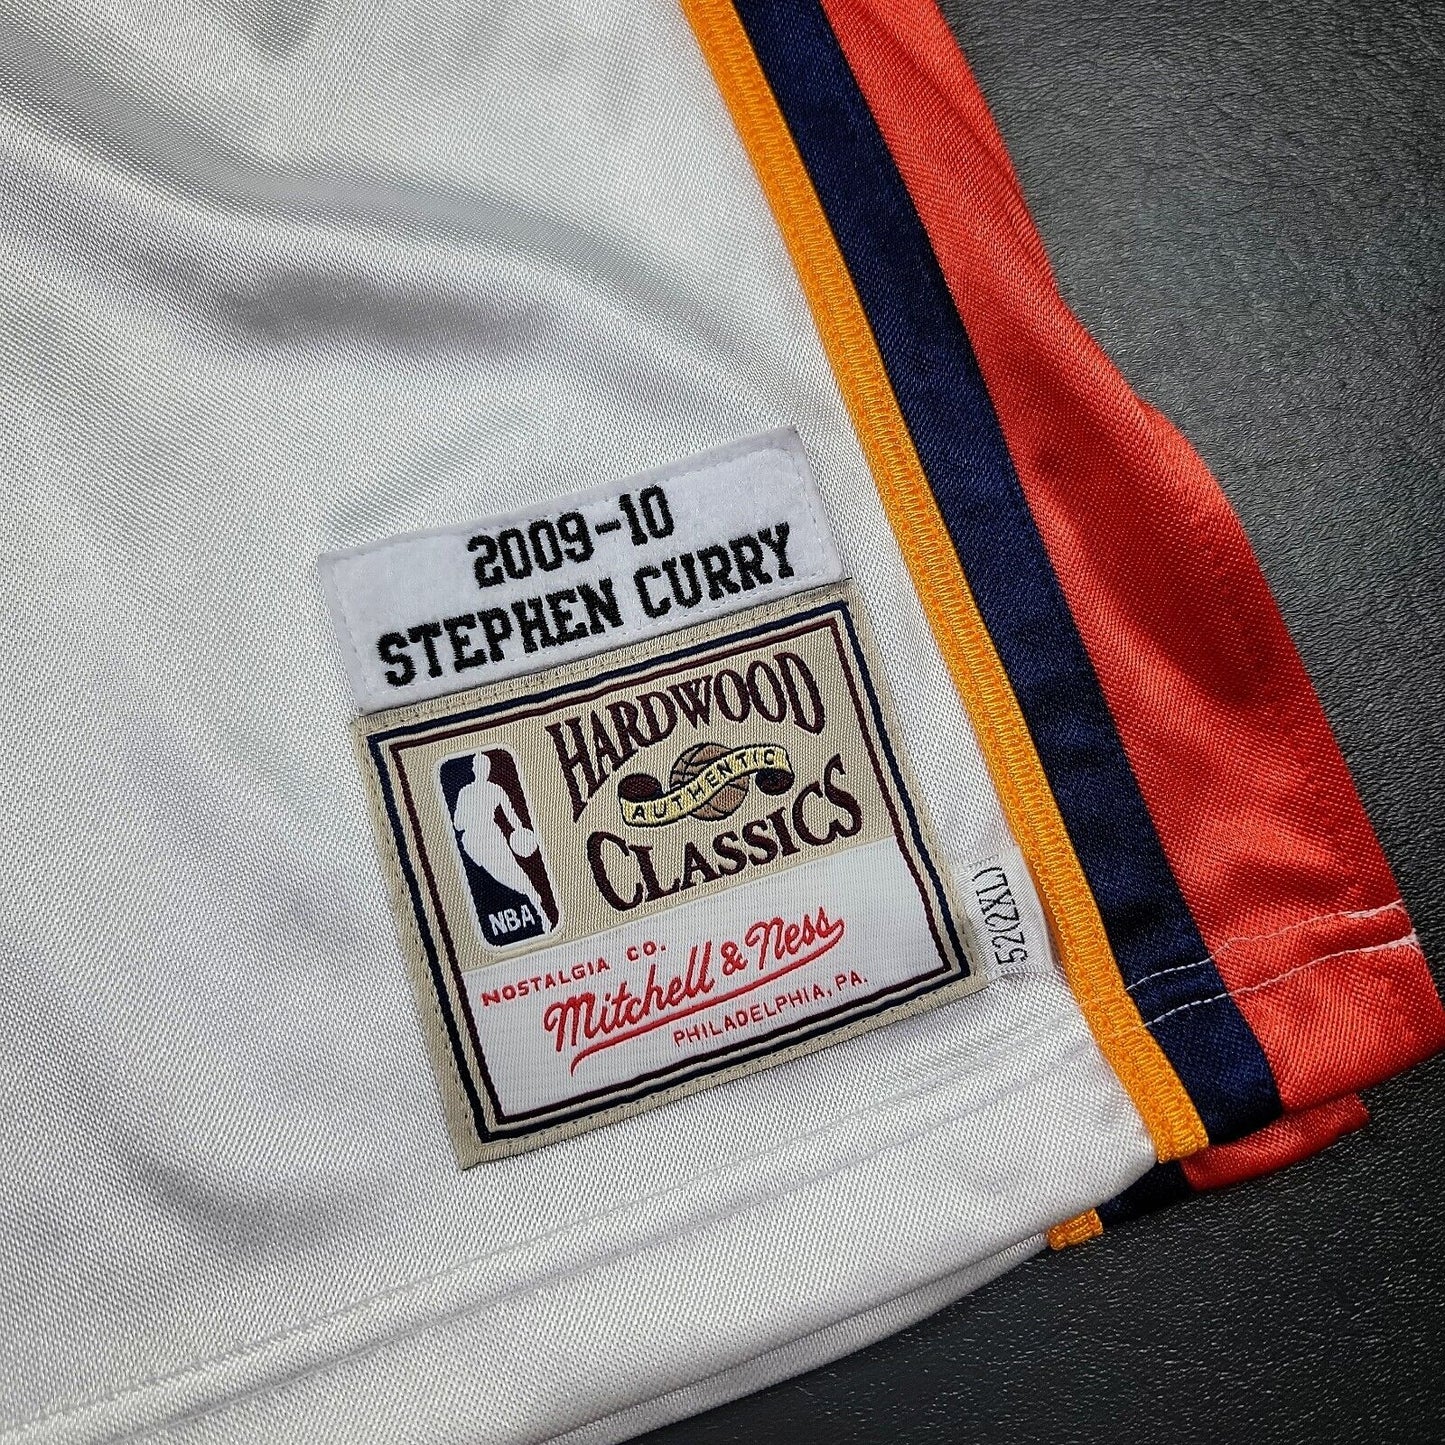 2009-10
STEPHEN CURRY
HARDWOOD
AUTHENTIC
CLASSICS
NBA
NOSTALGIA CO.
Mitchell & Ness
PHILADELPHIA, PA.
52(2XL)